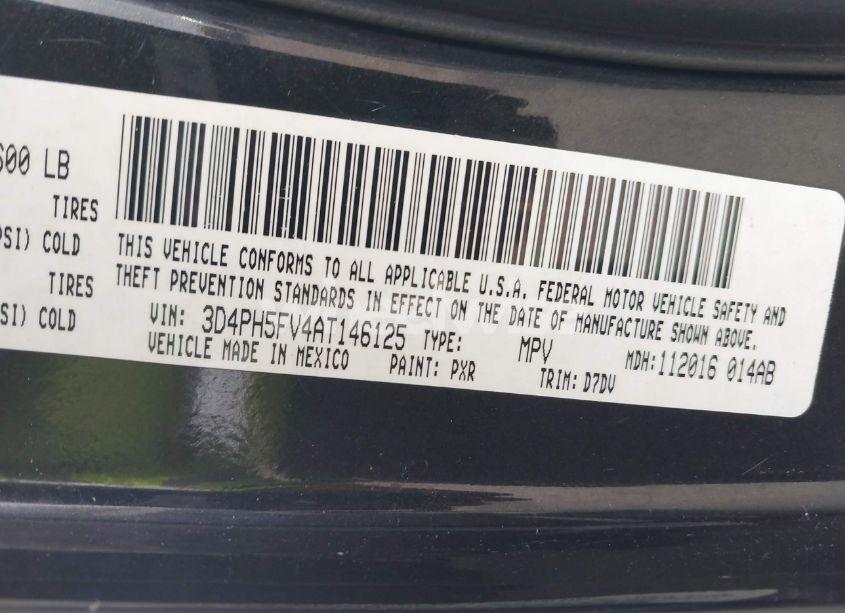 600 LB
TIRES
PSI) COLD
TIRES
SI) COLD
THIS VEHICLE CONFORMS TO ALL APPLICABLE U.S.A. FEDERAL MOTOR VEHICLE SAFETY AND
THEFT PREVENTION STANDARDS IN EFFECT ON THE DATE OF MANUFACTURE SHOWN ABOVE.
VIN: 3D4PH5FV4AT146125 TYPE: MPV MDH:112016 014AB
VEHICLE MADE IN MEXICO PAINT: PXR TRIM: D7DV